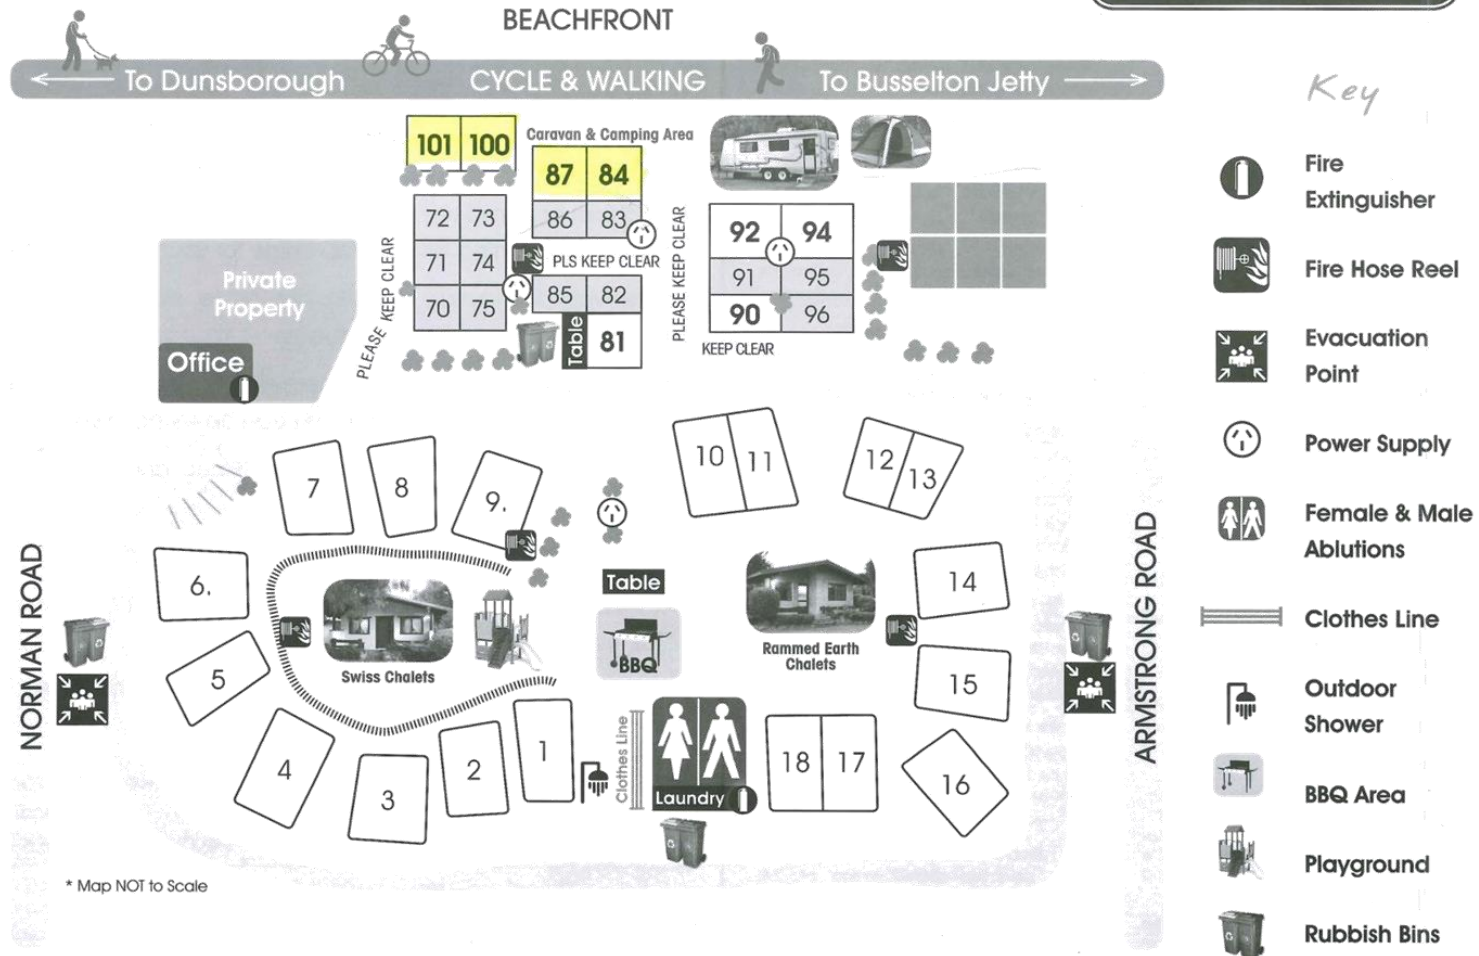 BEACHFRONT
To Dunsborough
CYCLE & WALKING
To Busselton Jetty
Key
101
100
Caravan & Camping Area
87
84
72
73
86
83
71
74
PLS KEEP CLEAR
70
75
85
82
Table
81
PLEASE KEEP CLEAR
PLEASE KEEP CLEAR
92
94
91
95
90
96
KEEP CLEAR
Private
Property
Office
7
8
9.
10
11
12
13
6.
5
4
3
2
1
Swiss Chalets
Table
BBQ
Rammed Earth
Chalets
14
15
16
18
17
Clothes Line
Laundry
NORMAN ROAD
ARMSTRONG ROAD
* Map NOT to Scale
Fire
Extinguisher
Fire Hose Reel
Evacuation
Point
Power Supply
Female & Male
Ablutions
Clothes Line
Outdoor
Shower
BBQ Area
Playground
Rubbish Bins